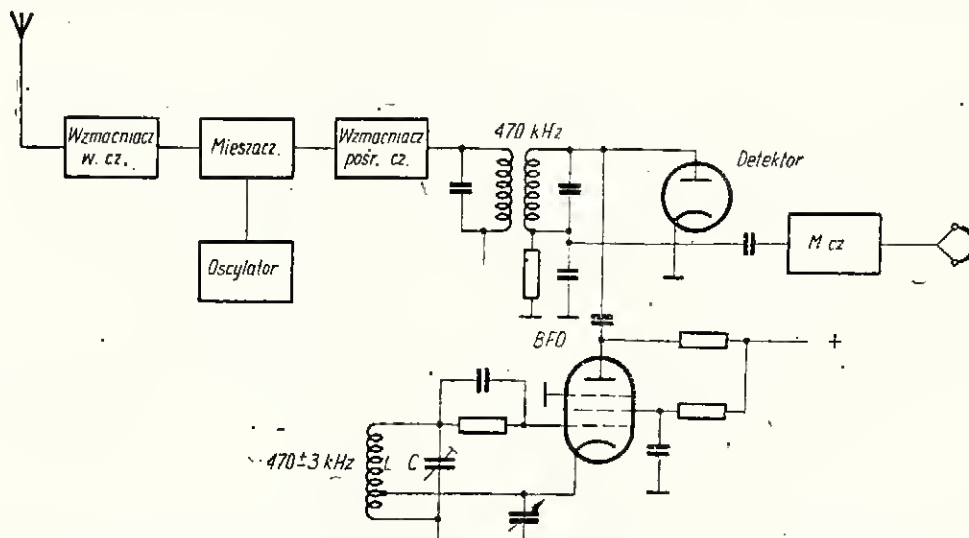 Wzmacniacz
w. cz.
Mieszacz.
Wzmacniacz
pośr. cz.
470 kHz
Detektor
Oscylator
M cz
BFO
+
470±3 kHz
L
C